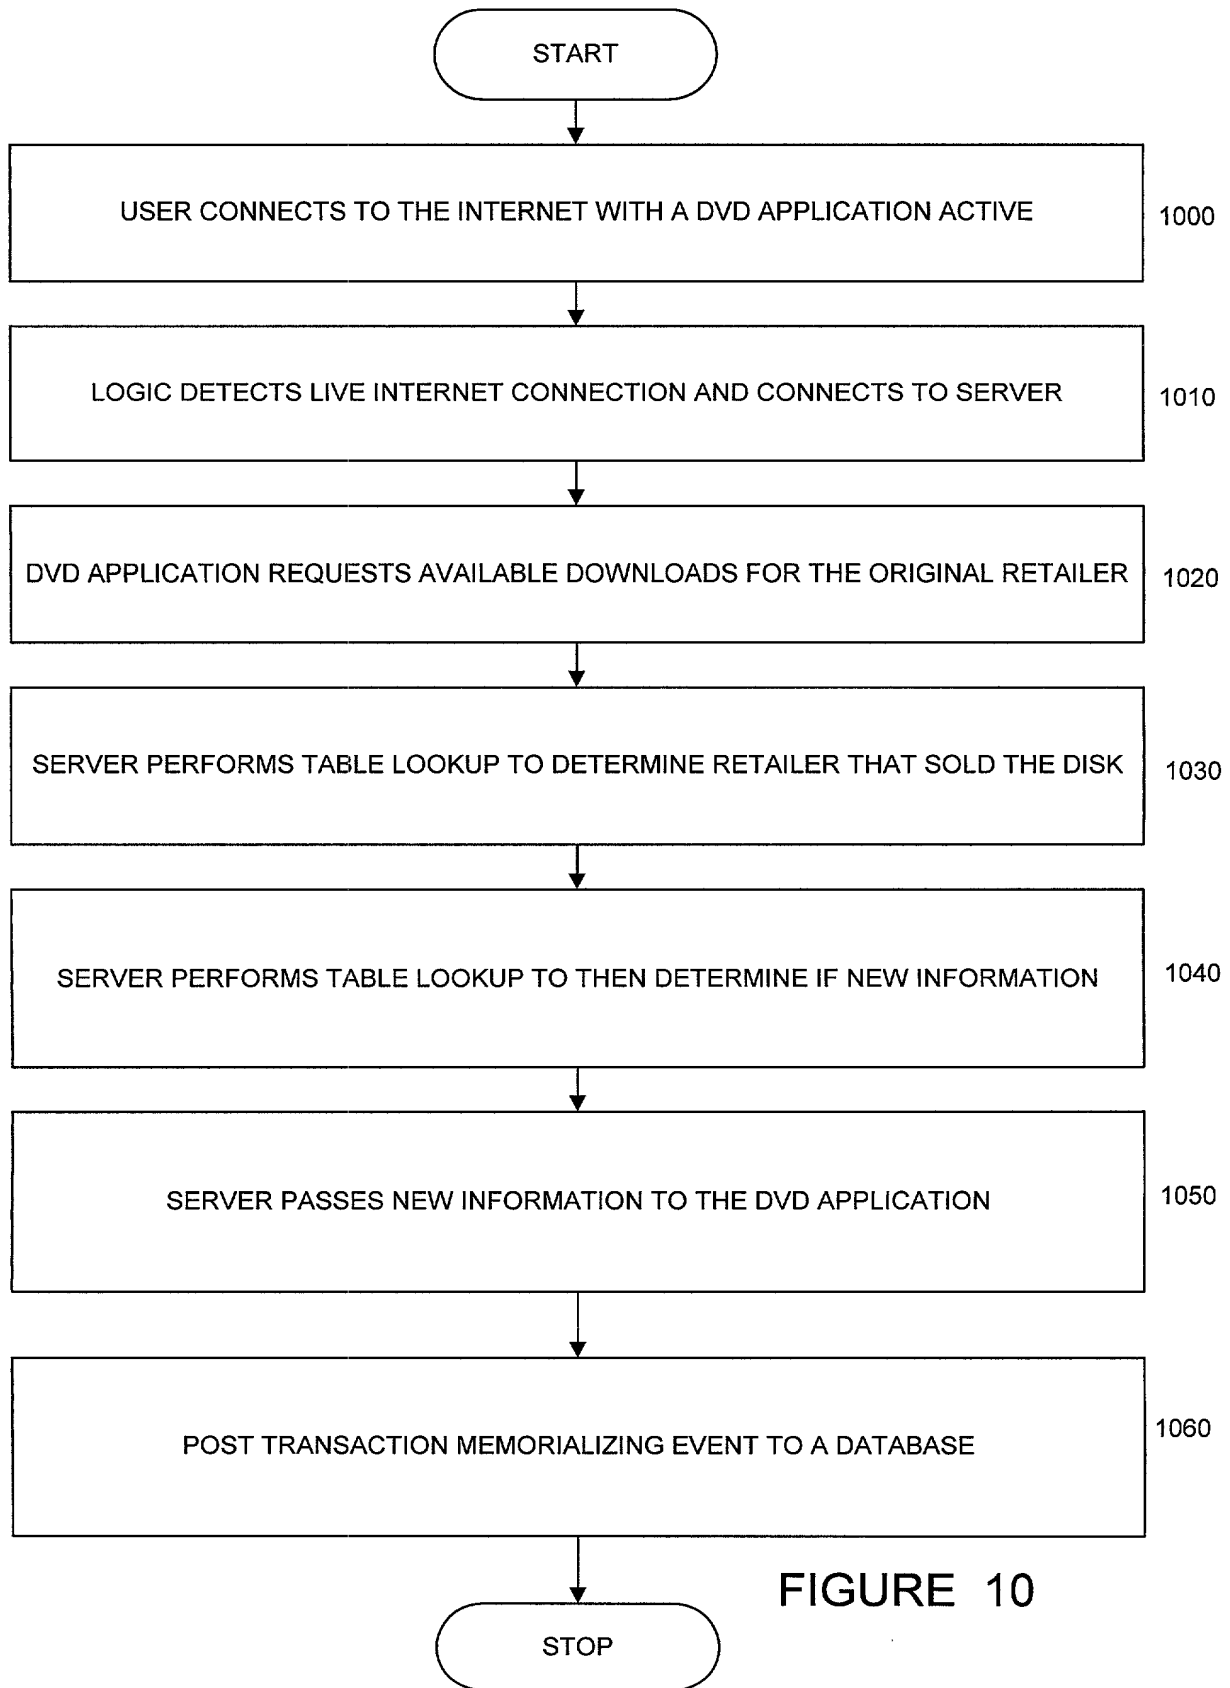 START
USER CONNECTS TO THE INTERNET WITH A DVD APPLICATION ACTIVE
1000
LOGIC DETECTS LIVE INTERNET CONNECTION AND CONNECTS TO SERVER
1010
DVD APPLICATION REQUESTS AVAILABLE DOWNLOADS FOR THE ORIGINAL RETAILER
1020
SERVER PERFORMS TABLE LOOKUP TO DETERMINE RETAILER THAT SOLD THE DISK
1030
SERVER PERFORMS TABLE LOOKUP TO THEN DETERMINE IF NEW INFORMATION
1040
SERVER PASSES NEW INFORMATION TO THE DVD APPLICATION
1050
POST TRANSACTION MEMORIALIZING EVENT TO A DATABASE
1060
FIGURE 10
STOP